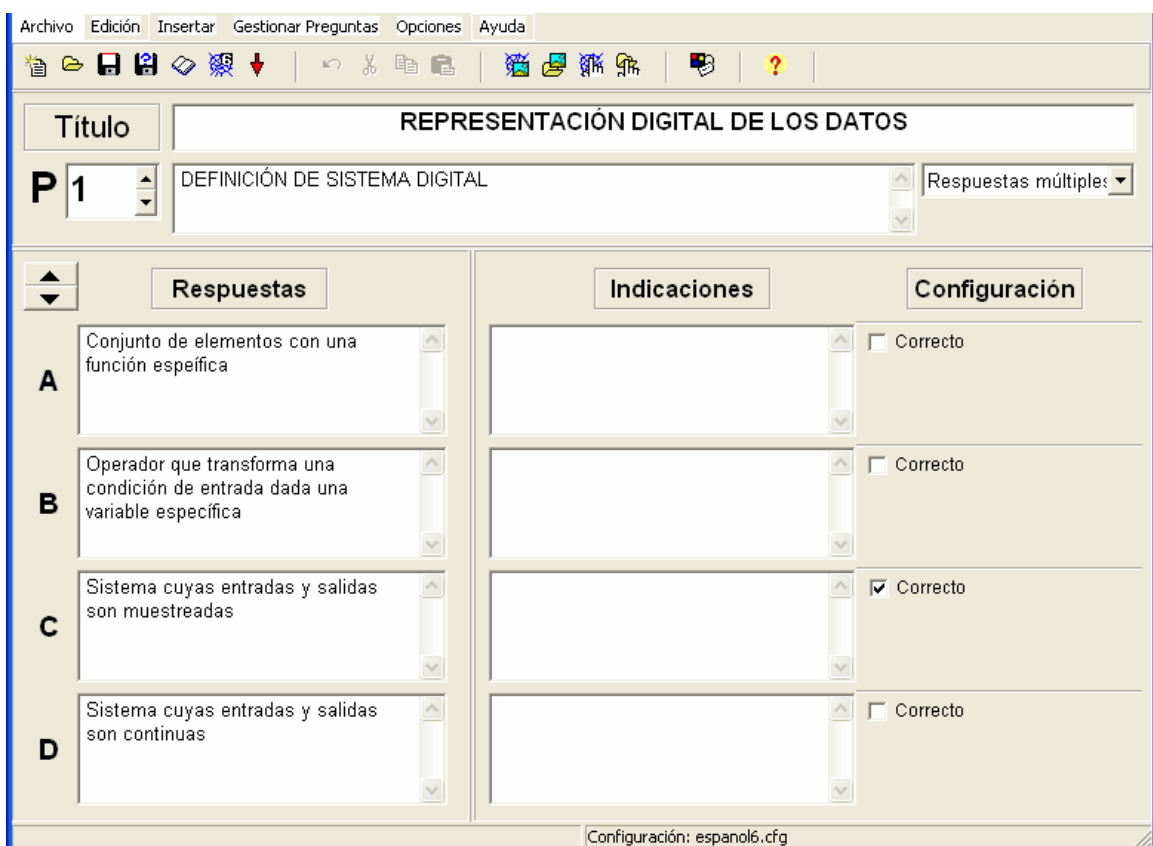 Archivo Edición Insertar Gestionar Preguntas Opciones Ayuda
Título
REPRESENTACIÓN DIGITAL DE LOS DATOS
P 1
DEFINICIÓN DE SISTEMA DIGITAL
Respuestas múltiples
Respuestas
Indicaciones
Configuración
A
Conjunto de elementos con una
función espeífica
Correcto
B
Operador que transforma una
condición de entrada dada una
variable específica
Correcto
C
Sistema cuyas entradas y salidas
son muestreadas
Correcto
D
Sistema cuyas entradas y salidas
son continuas
Correcto
Configuración: espanol6.cfg